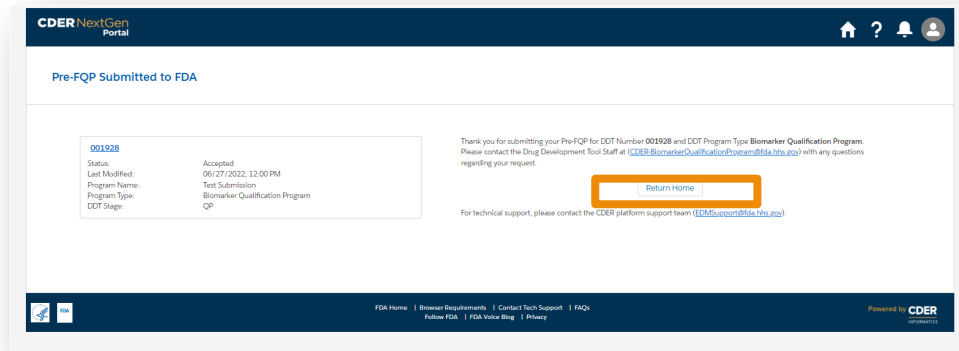 CDER NextGen
Portal
Pre-FQP Submitted to FDA
001928
Status: Accepted
Last Modified: 06/27/2022, 12:00 PM
Program Name: Test Submission
Program Type: Biomarker Qualification Program
DDT Stage: QP
Thank you for submitting your Pre-FQP for DDT Number 001928 and DDT Program Type Biomarker Qualification Program.
Please contact the Drug Development Tool Staff at (CDER-BiomarkerQualificationProgram@fda.hhs.gov) with any questions
regarding your request.
Return Home
For technical support, please contact the CDER platform support team (EDMSupport@fda.hhs.gov).
FDA
FDA Home | Browser Requirements | Contact Tech Support | FAQs
Follow FDA | FDA Voice Blog | Privacy
Powered by CDER
INFORMATICS